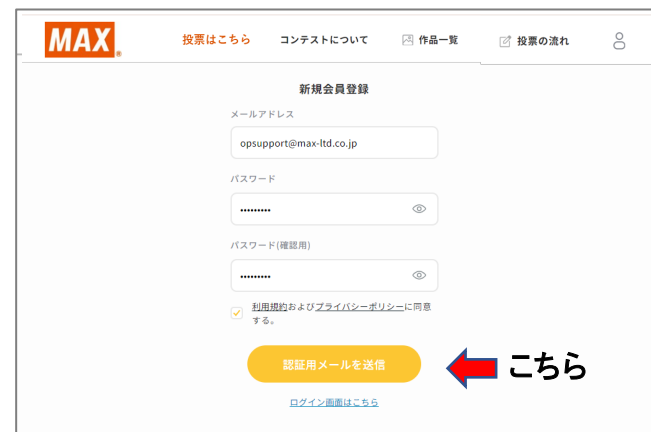 MAX®
投票はこちら コンテストについて 作品一覧 投票の流れ
新規会員登録
メールアドレス
opsupport@max-ltd.co.jp
パスワード
•••••••••
パスワード(確認用)
•••••••••
利用規約およびプライバシーポリシーに同意
する。
認証用メールを送信
こちら
ログイン画面はこちら